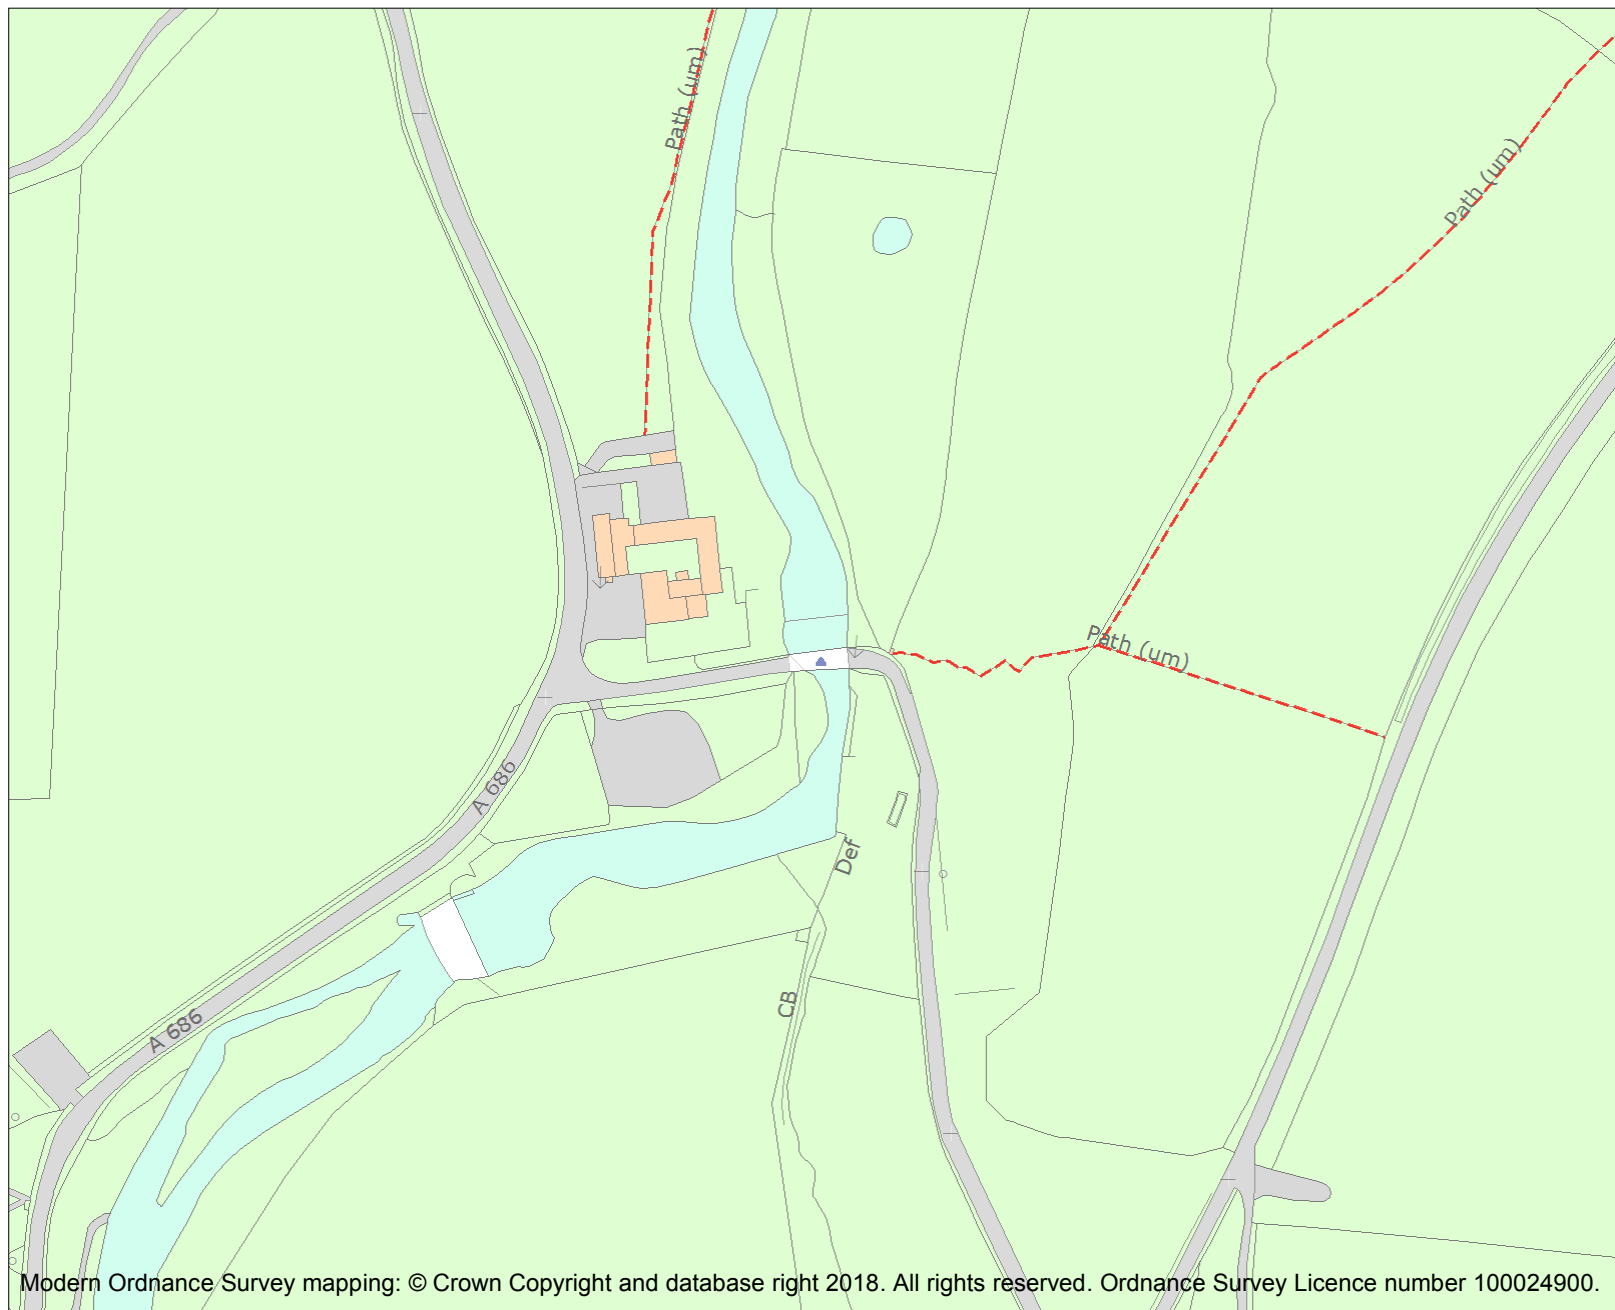 Path (um)
Path (um)
Path (um)
A 686
Def
CB
A 686
Modern Ordnance Survey mapping: © Crown Copyright and database right 2018. All rights reserved. Ordnance Survey Licence number 100024900.